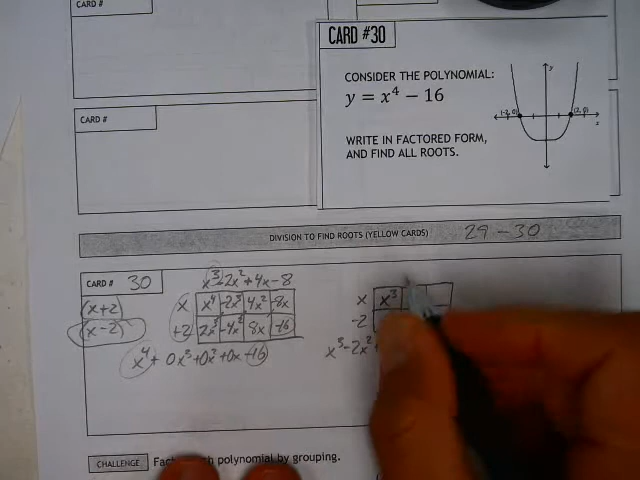 CARD #
CARD #30
CONSIDER THE POLYNOMIAL:
y = x⁴ − 16
WRITE IN FACTORED FORM,
AND FIND ALL ROOTS.
y
(-2, 0)
(2, 0)
x
CARD #
DIVISION TO FIND ROOTS (YELLOW CARDS) 29 - 30
CARD # 30
x³-2x²+4x-8
(x+2)
(x-2)
x x⁴ -2x³ 4x² -8x
+2 2x³ -4x² 8x -16
x⁴ + 0x³+0x²+0x-16
x x³
-2
x³-2x²
CHALLENGE
polynomial by grouping.